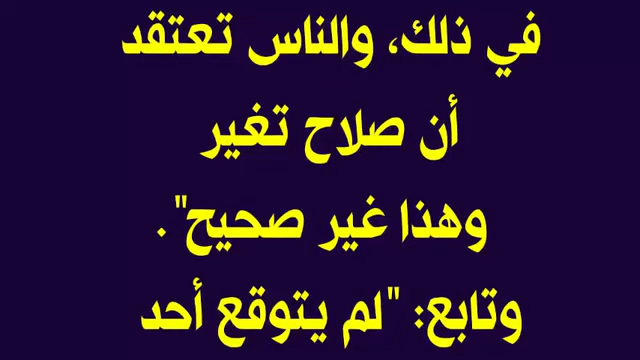 في ذلك، والناس تعتقد
أن صلاح تغير
وهذا غير صحيح".
وتابع: "لم يتوقع أحد